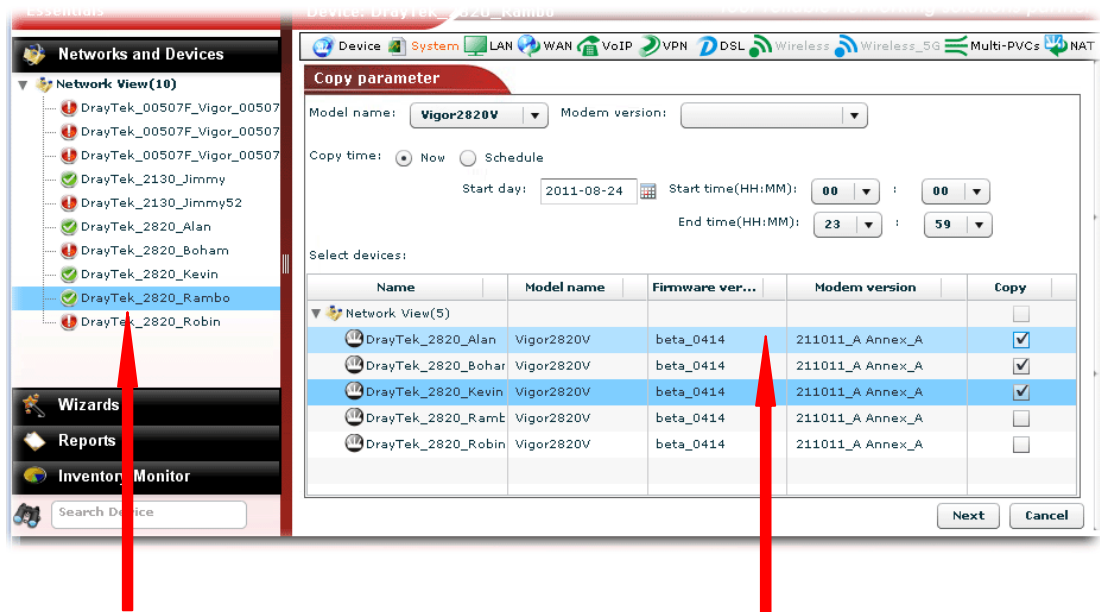 Essentials
Device: DrayTek_2820_Rambo
Networks and Devices
Network View(10)
DrayTek_00507F_Vigor_00507
DrayTek_00507F_Vigor_00507
DrayTek_00507F_Vigor_00507
DrayTek_2130_Jimmy
DrayTek_2130_Jimmy52
DrayTek_2820_Alan
DrayTek_2820_Boham
DrayTek_2820_Kevin
DrayTek_2820_Rambo
DrayTek_2820_Robin
Wizards
Reports
Inventory Monitor
Search Device
Device System LAN WAN VoIP VPN DSL Wireless Wireless_5G Multi-PVCs NAT
Copy parameter
Model name: Vigor2820V Modem version:
Copy time: Now Schedule
Start day: 2011-08-24 Start time(HH:MM): 00 : 00
End time(HH:MM): 23 : 59
Select devices:
Name Model name Firmware ver... Modem version Copy
Network View(5)
DrayTek_2820_Alan Vigor2820V beta_0414 211011_A Annex_A
DrayTek_2820_Bohar Vigor2820V beta_0414 211011_A Annex_A
DrayTek_2820_Kevin Vigor2820V beta_0414 211011_A Annex_A
DrayTek_2820_Ramb Vigor2820V beta_0414 211011_A Annex_A
DrayTek_2820_Robin Vigor2820V beta_0414 211011_A Annex_A
Next Cancel